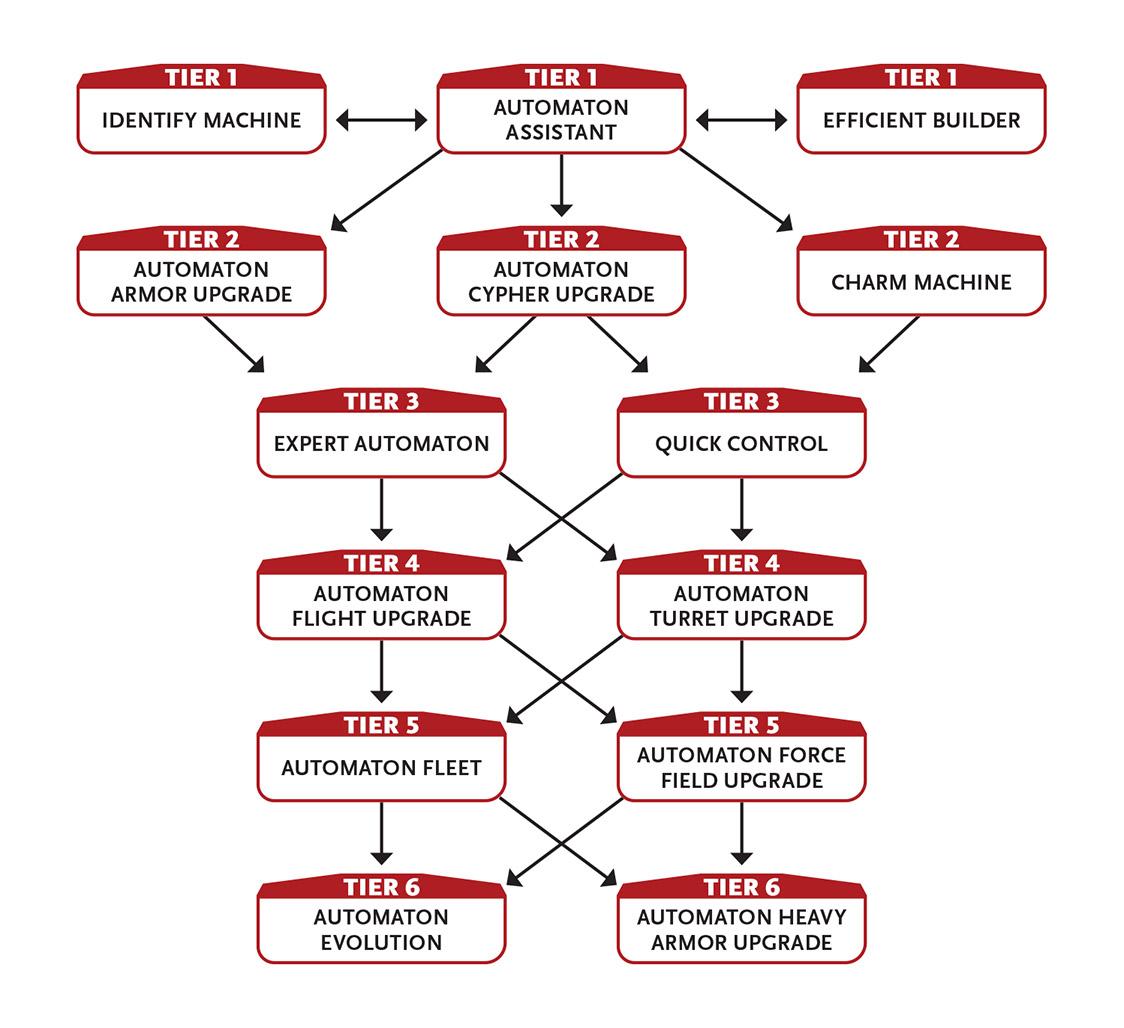 TIER 1
IDENTIFY MACHINE
TIER 1
AUTOMATON
ASSISTANT
TIER 1
EFFICIENT BUILDER
TIER 2
AUTOMATON
ARMOR UPGRADE
TIER 2
AUTOMATON
CYPHER UPGRADE
TIER 2
CHARM MACHINE
TIER 3
EXPERT AUTOMATON
TIER 3
QUICK CONTROL
TIER 4
AUTOMATON
FLIGHT UPGRADE
TIER 4
AUTOMATON
TURRET UPGRADE
TIER 5
AUTOMATON FLEET
TIER 5
AUTOMATON FORCE
FIELD UPGRADE
TIER 6
AUTOMATON
EVOLUTION
TIER 6
AUTOMATON HEAVY
ARMOR UPGRADE